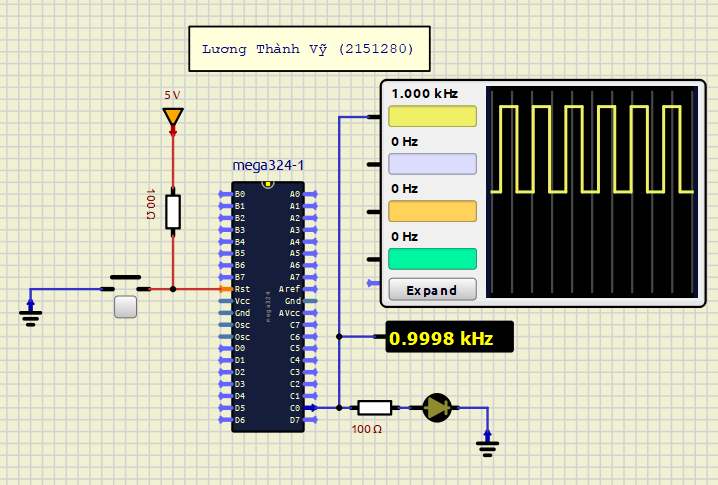 Lương Thành Vỹ (2151280)
5V
100Ω
mega324-1
B0 A0
B1 A1
B2 A2
B3 A3
B4 A4
B5 A5
B6 A6
B7 A7
Rst Aref
Vcc Gnd
Gnd AVcc
Osc C7
Osc C6
D0 C5
D1 C4
D2 C3
D3 C2
D4 C1
D5 C0
D6 D7
mega324
1.000 kHz
0 Hz
0 Hz
0 Hz
Expand
0.9998 kHz
100Ω